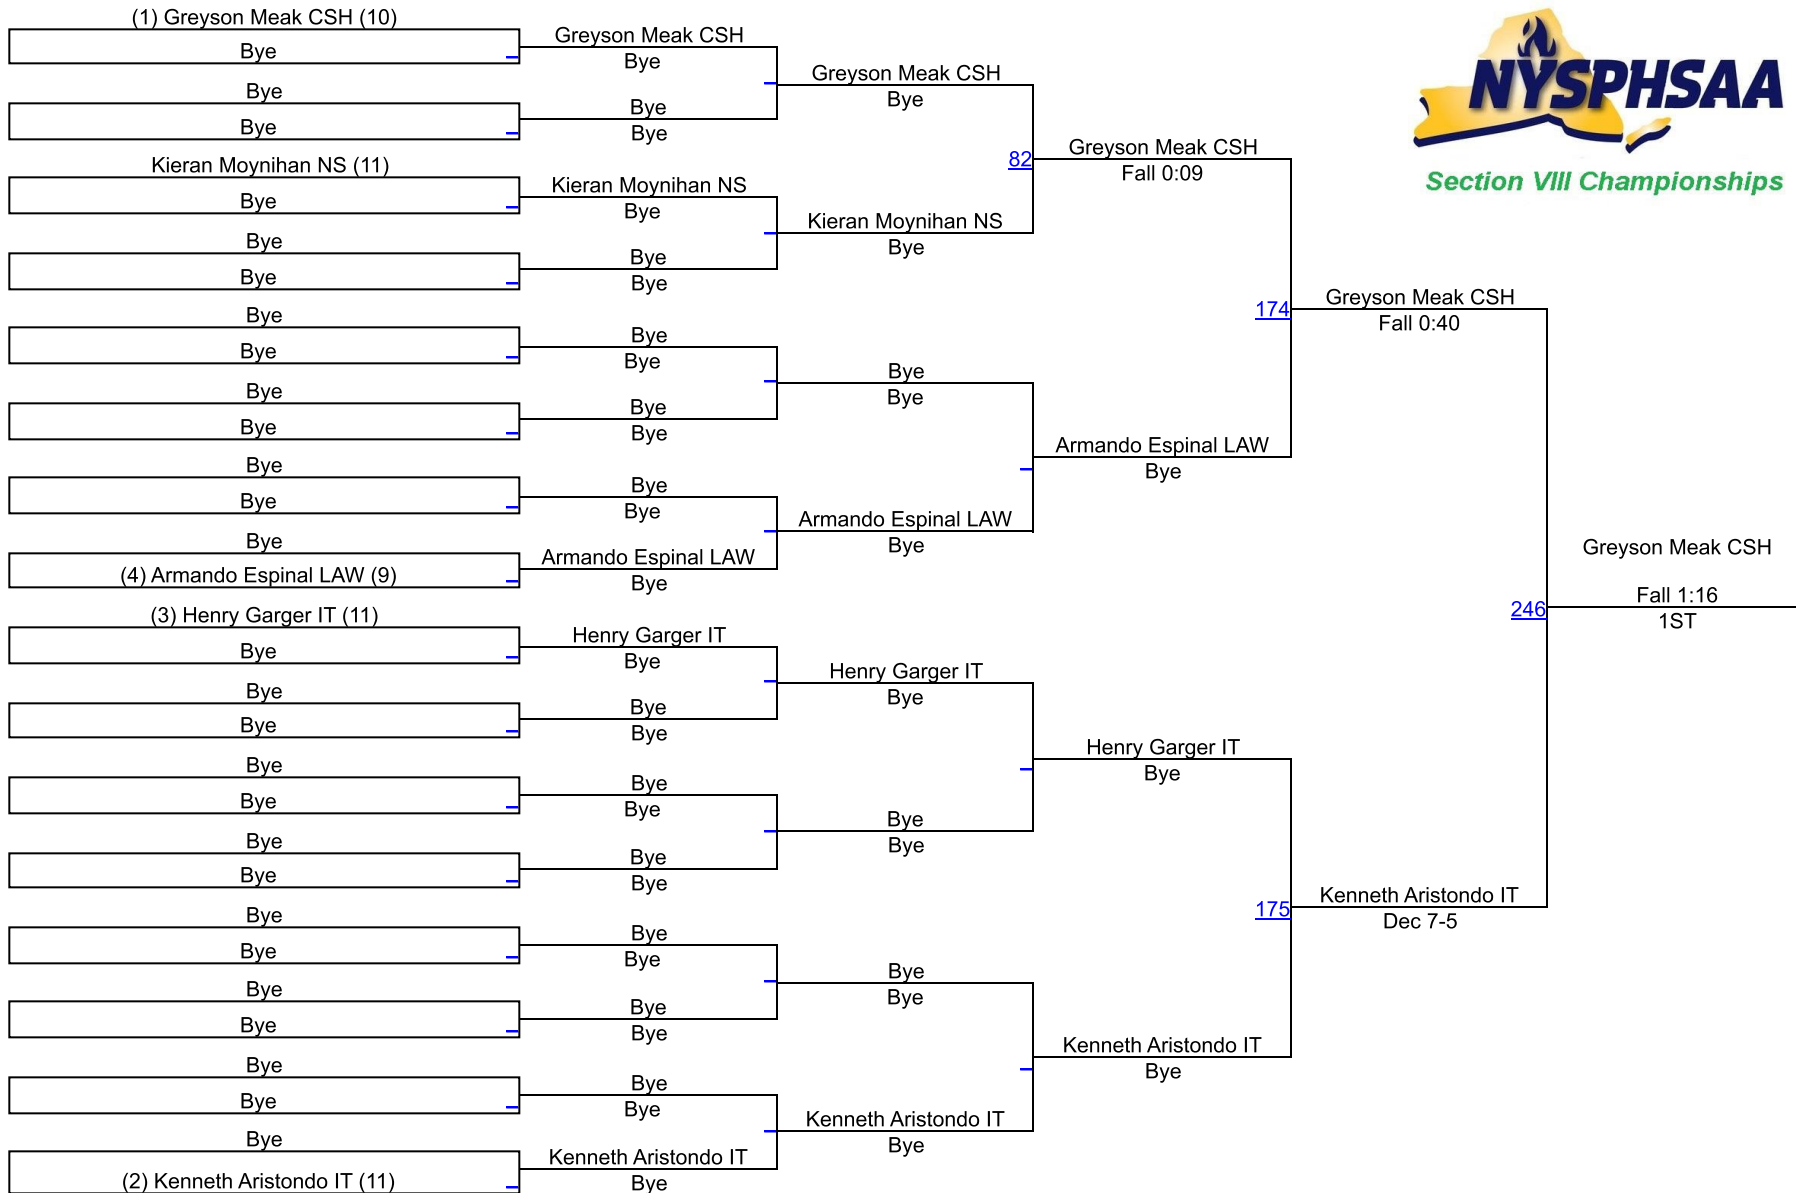 (1) Greyson Meak CSH (10)
Bye
Bye
Bye
Kieran Moynihan NS (11)
Bye
Bye
Bye
Bye
Bye
Bye
Bye
Bye
Bye
Bye
(4) Armando Espinal LAW (9)
(3) Henry Garger IT (11)
Bye
Bye
Bye
Bye
Bye
Bye
Bye
Bye
Bye
Bye
Bye
Bye
Bye
Bye
(2) Kenneth Aristondo IT (11)
Greyson Meak CSH
Bye
Bye
Bye
Kieran Moynihan NS
Bye
Bye
Bye
Bye
Bye
Bye
Bye
Bye
Bye
Armando Espinal LAW
Bye
Henry Garger IT
Bye
Bye
Bye
Bye
Bye
Bye
Bye
Bye
Bye
Bye
Bye
Bye
Bye
Kenneth Aristondo IT
Bye
Greyson Meak CSH
Bye
82
Kieran Moynihan NS
Bye
Bye
Bye
Armando Espinal LAW
Bye
Henry Garger IT
Bye
Bye
Bye
Bye
Bye
Kenneth Aristondo IT
Bye
Greyson Meak CSH
Fall 0:09
174
Armando Espinal LAW
Bye
Henry Garger IT
Bye
175
Kenneth Aristondo IT
Bye
Greyson Meak CSH
Fall 0:40
246
Kenneth Aristondo IT
Dec 7-5
Greyson Meak CSH
Fall 1:16
1ST
NYSPHSAA
Section VIII Championships